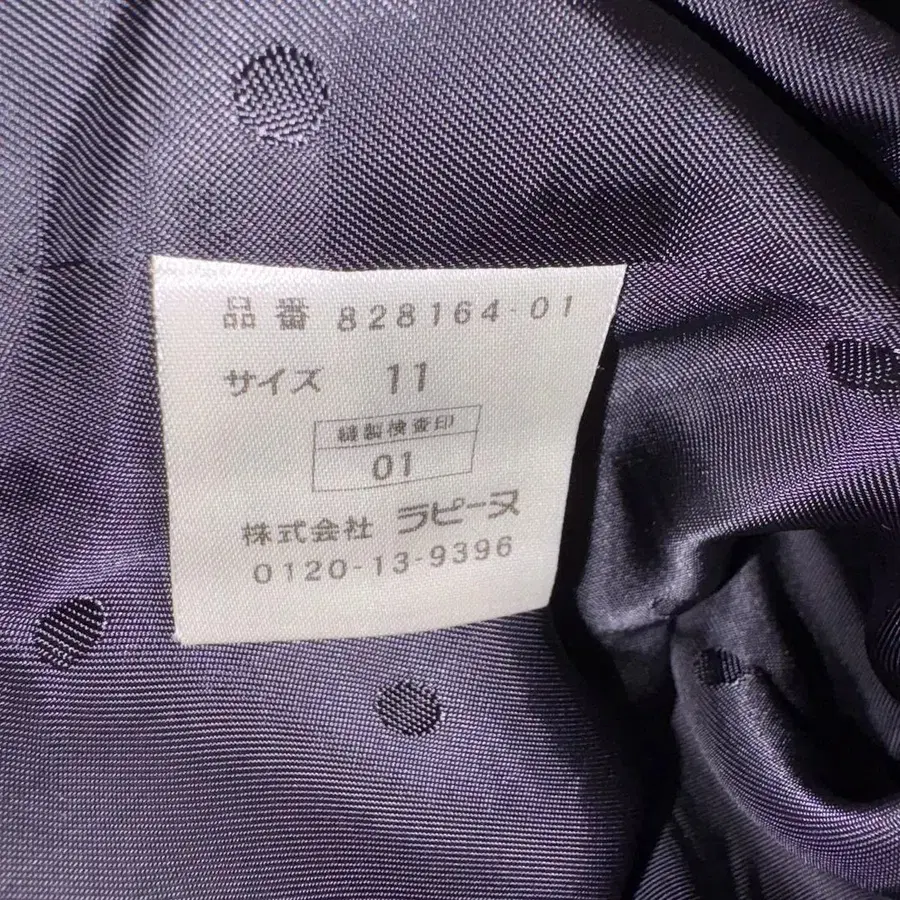 品番 828164-01
サイズ 11
縫製検査印
01
株式会社 ラピーヌ
0120-13-9396